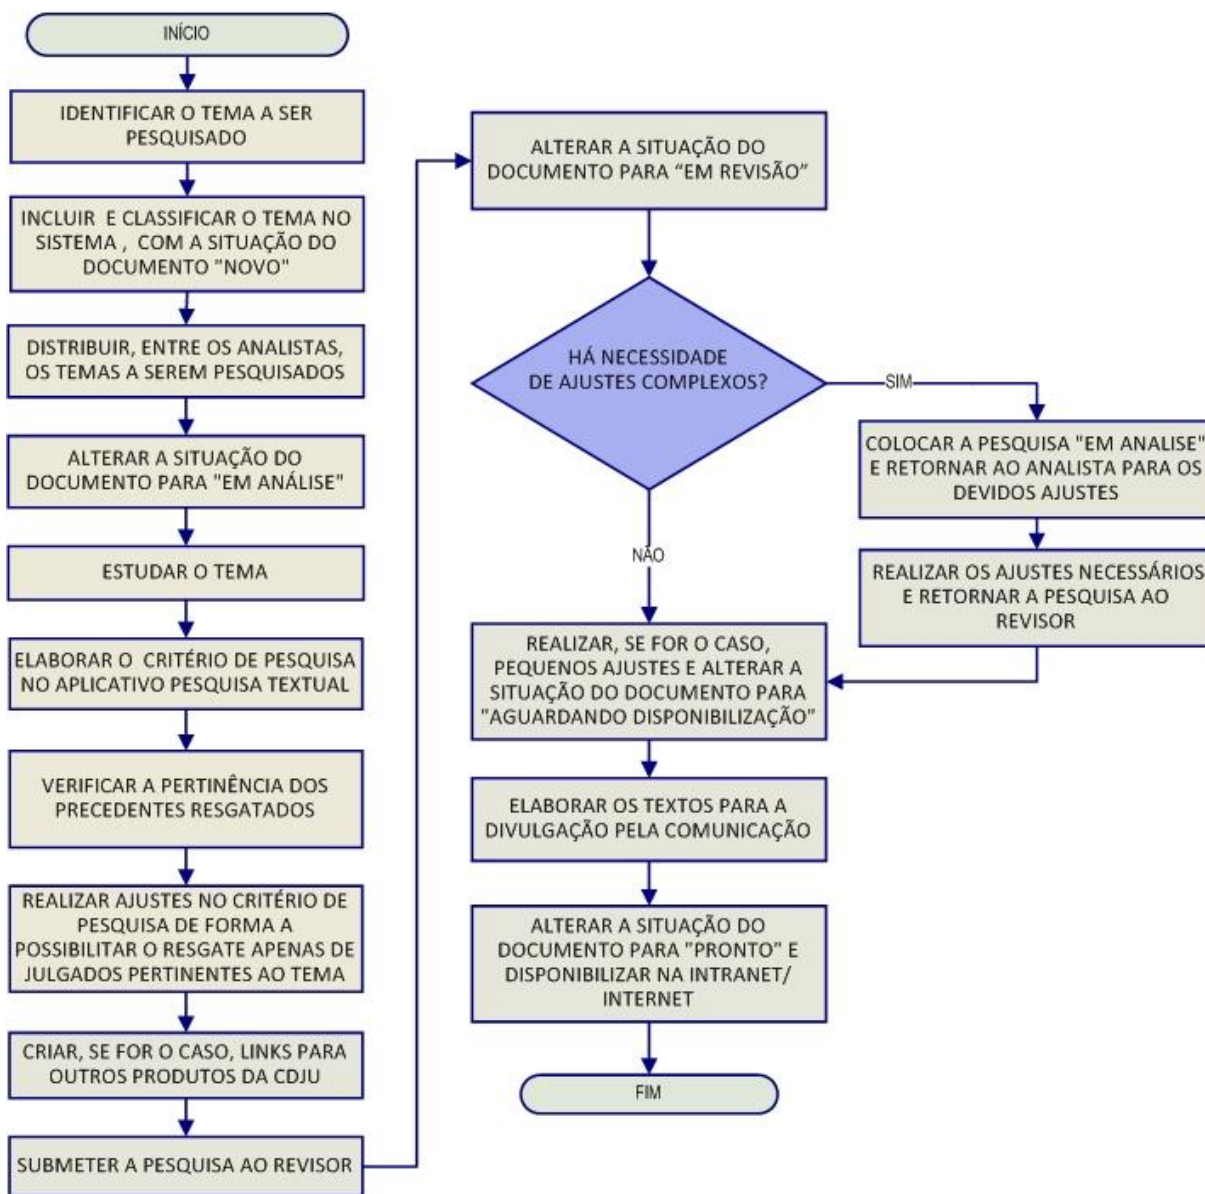 INÍCIO
IDENTIFICAR O TEMA A SER
PESQUISADO
INCLUIR E CLASSIFICAR O TEMA NO
SISTEMA , COM A SITUAÇÃO DO
DOCUMENTO "NOVO"
DISTRIBUIR, ENTRE OS ANALISTAS,
OS TEMAS A SEREM PESQUISADOS
ALTERAR A SITUAÇÃO DO
DOCUMENTO PARA "EM ANÁLISE"
ESTUDAR O TEMA
ELABORAR O CRITÉRIO DE PESQUISA
NO APLICATIVO PESQUISA TEXTUAL
VERIFICAR A PERTINÊNCIA DOS
PRECEDENTES RESGATADOS
REALIZAR AJUSTES NO CRITÉRIO DE
PESQUISA DE FORMA A
POSSIBILITAR O RESGATE APENAS DE
JULGADOS PERTINENTES AO TEMA
CRIAR, SE FOR O CASO, LINKS PARA
OUTROS PRODUTOS DA CDJU
SUBMETER A PESQUISA AO REVISOR
ALTERAR A SITUAÇÃO DO
DOCUMENTO PARA “EM REVISÃO”
HÁ NECESSIDADE
DE AJUSTES COMPLEXOS?
SIM
COLOCAR A PESQUISA "EM ANALISE"
E RETORNAR AO ANALISTA PARA OS
DEVIDOS AJUSTES
REALIZAR OS AJUSTES NECESSÁRIOS
E RETORNAR A PESQUISA AO
REVISOR
NÃO
REALIZAR, SE FOR O CASO,
PEQUENOS AJUSTES E ALTERAR A
SITUAÇÃO DO DOCUMENTO PARA
"AGUARDANDO DISPONIBILIZAÇÃO"
ELABORAR OS TEXTOS PARA A
DIVULGAÇÃO PELA COMUNICAÇÃO
ALTERAR A SITUAÇÃO DO
DOCUMENTO PARA "PRONTO" E
DISPONIBILIZAR NA INTRANET/
INTERNET
FIM